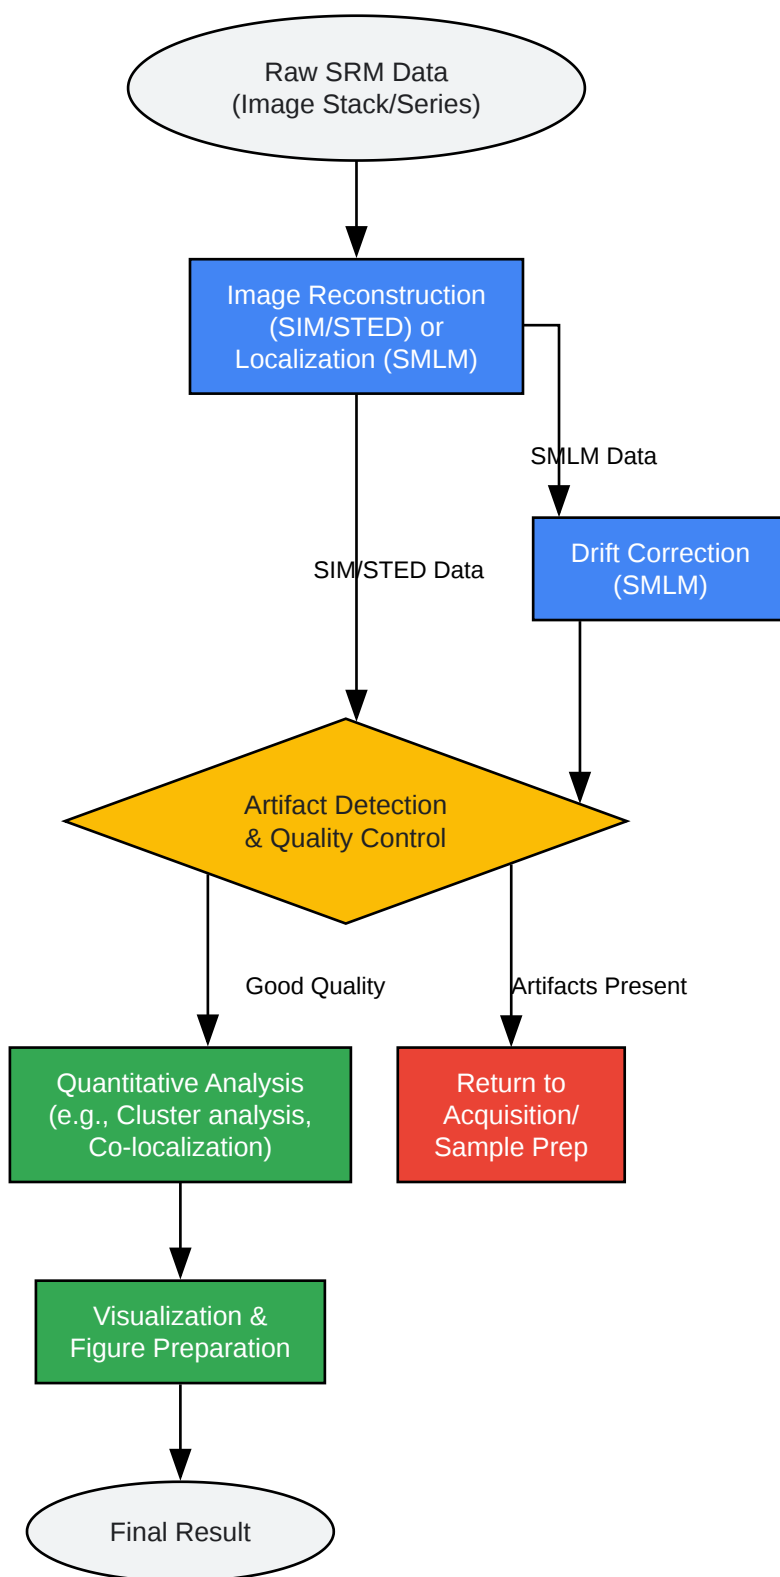 Raw SRM Data
(Image Stack/Series)
Image Reconstruction
(SIM/STED) or
Localization (SMLM)
SMLM Data
Drift Correction
(SMLM)
SIM/STED Data
Artifact Detection
& Quality Control
Good Quality
Artifacts Present
Quantitative Analysis
(e.g., Cluster analysis,
Co-localization)
Return to
Acquisition/
Sample Prep
Visualization &
Figure Preparation
Final Result